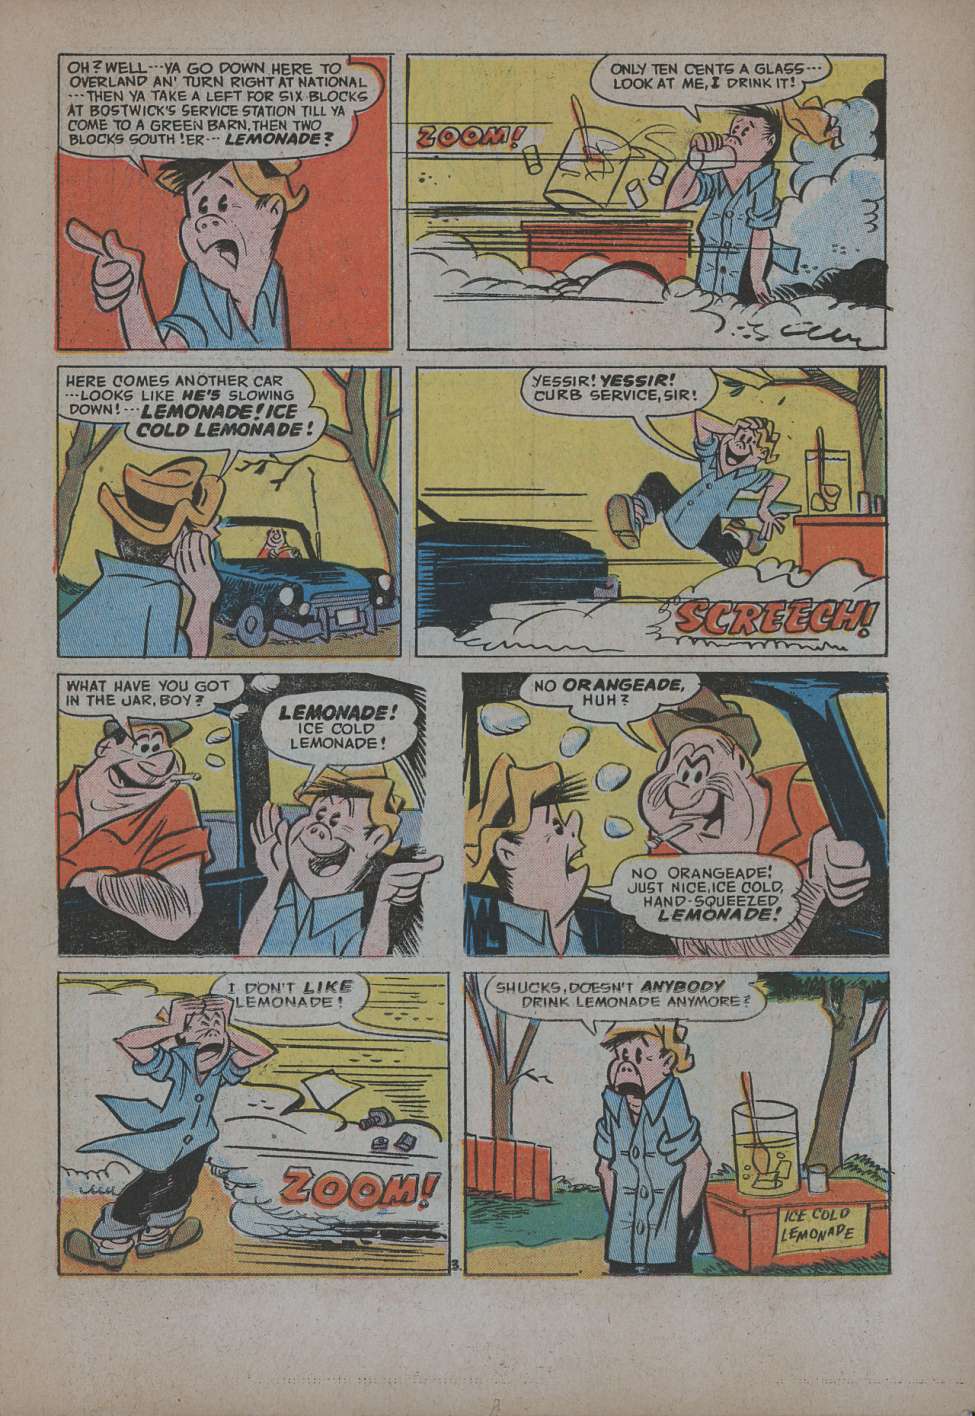 OH? WELL---YA GO DOWN HERE TO
OVERLAND AN' TURN RIGHT AT NATIONAL
---THEN YA TAKE A LEFT FOR SIX BLOCKS
AT BOSTWICK'S SERVICE STATION TILL YA
COME TO A GREEN BARN, THEN TWO
BLOCKS SOUTH 'ER--- LEMONADE?
ONLY TEN CENTS A GLASS---
LOOK AT ME, I DRINK IT!
ZOOM!
HERE COMES ANOTHER CAR
---LOOKS LIKE HE'S SLOWING
DOWN!---LEMONADE! ICE
COLD LEMONADE!
YESSIR! YESSIR!
CURB SERVICE, SIR!
SCREECH!
WHAT HAVE YOU GOT
IN THE JAR, BOY?
LEMONADE!
ICE COLD
LEMONADE!
NO ORANGEADE,
HUH?
NO ORANGEADE!
JUST NICE, ICE COLD,
HAND-SQUEEZED
LEMONADE!
I DON'T LIKE
LEMONADE!
ZOOM!
3.
SHUCKS, DOESN'T ANYBODY
DRINK LEMONADE ANYMORE?
ICE COLD
LEMONADE